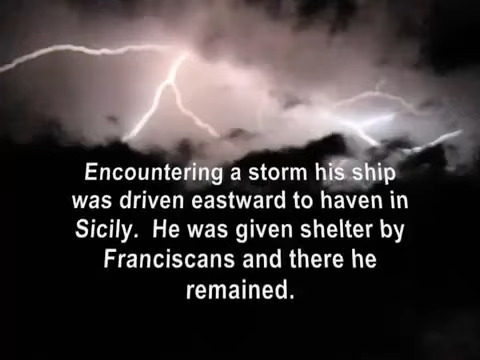 Encountering a storm his ship
was driven eastward to haven in
Sicily.  He was given shelter by
Franciscans and there he
remained.